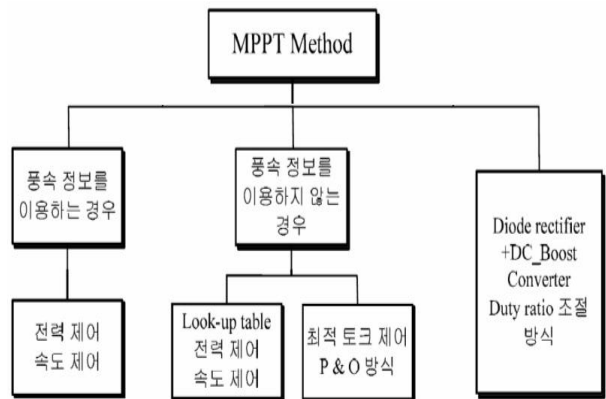 MPPT Method
풍속 정보를
이용하는 경우
풍속 정보를
이용하지 않는
경우
Diode rectifier
+DC_Boost
Converter
Duty ratio 조절
방식
전력 제어
속도 제어
Look-up table
전력 제어
속도 제어
최적 토크 제어
P & O 방식